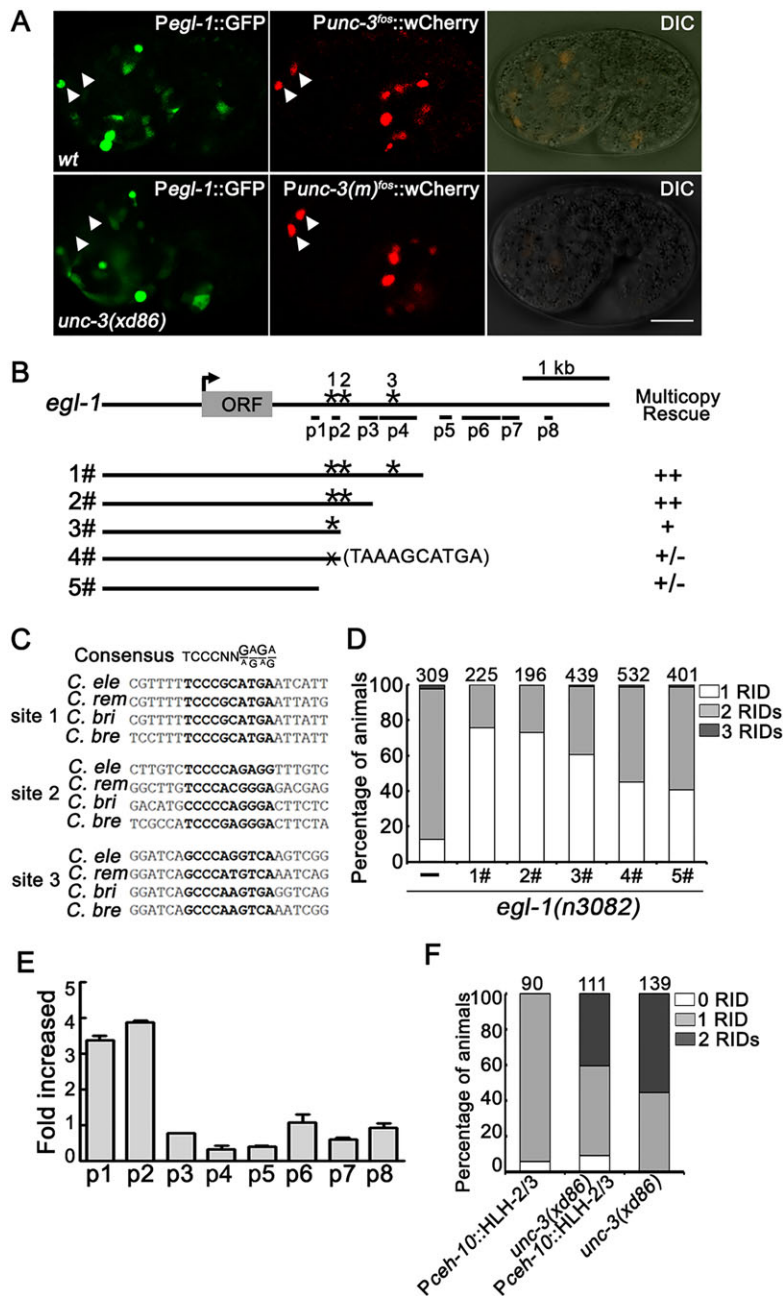 A
Pegl-1::GFP
Punc-3fos::wCherry
DIC
wt
Pegl-1::GFP
Punc-3(m)fos::wCherry
DIC
unc-3(xd86)
B
1 kb
12 3
** *
egl-1
ORF
Multicopy
Rescue
p1 p2 p3 p4 p5 p6 p7 p8
1# ** * ++
2# ** ++
3# * +
4# x (TAAAGCATGA) +/-
5# +/-
C
Consensus TCCCNNGAGA
AGAG
C. ele CGTTTTTCCCGCATGAATCATT
C. rem CGTTTTTCCCGCATGAATTATG
site 1
C. bri CGTTTTTCCCGCATGAATTATG
C. bre TCCTTTTCCCGCATGAATTATT
C. ele CTTGTCTCCCCAGAGGTTTGTC
C. rem GGCTTGTCCCACGGGAGACGAG
site 2
C. bri GACATGCCCCCAGGGACTTCTC
C. bre TCGCCATCCCGAGGGACTTCTA
C. ele GGATCAGCCCAGGTCAAGTCGG
C. rem GGATCAGCCCATGTCAAATCAG
site 3
C. bri GGATCAGCCCAAGTGAGGTCAG
C. bre GGATCAGCCCAAGTCAAATCGG
D
309 225 196 439 532 401
100
80
60
40
20
0
Percentage of animals
1 RID
2 RIDs
3 RIDs
– 1# 2# 3# 4# 5#
egl-1(n3082)
E
Fold increased
5
4
3
2
1
0
p1 p2 p3 p4 p5 p6 p7 p8
F
90 111 139
100
80
60
40
20
0
Percentage of animals
0 RID
1 RID
2 RIDs
Pceh-10::HLH-2/3
unc-3(xd86)
Pceh-10::HLH-2/3
unc-3(xd86)